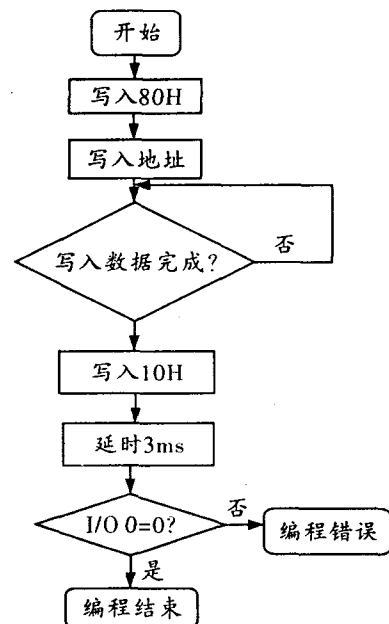 开始
写入80H
写入地址
写入数据完成?
否
写入10H
延时3ms
I/O 0=0?
否
编程错误
是
编程结束